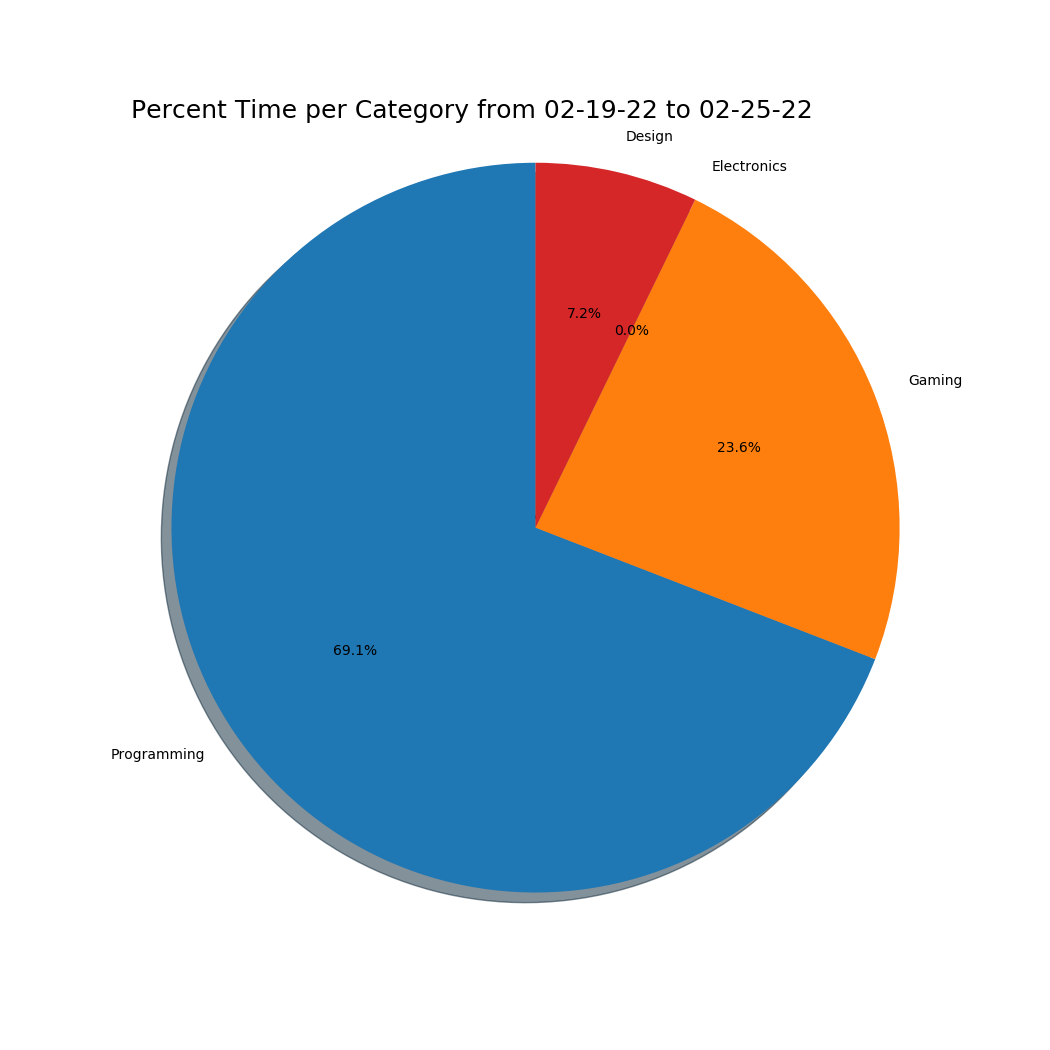 Percent Time per Category from 02-19-22 to 02-25-22
Design
Electronics
7.2%
0.0%
Gaming
23.6%
69.1%
Programming